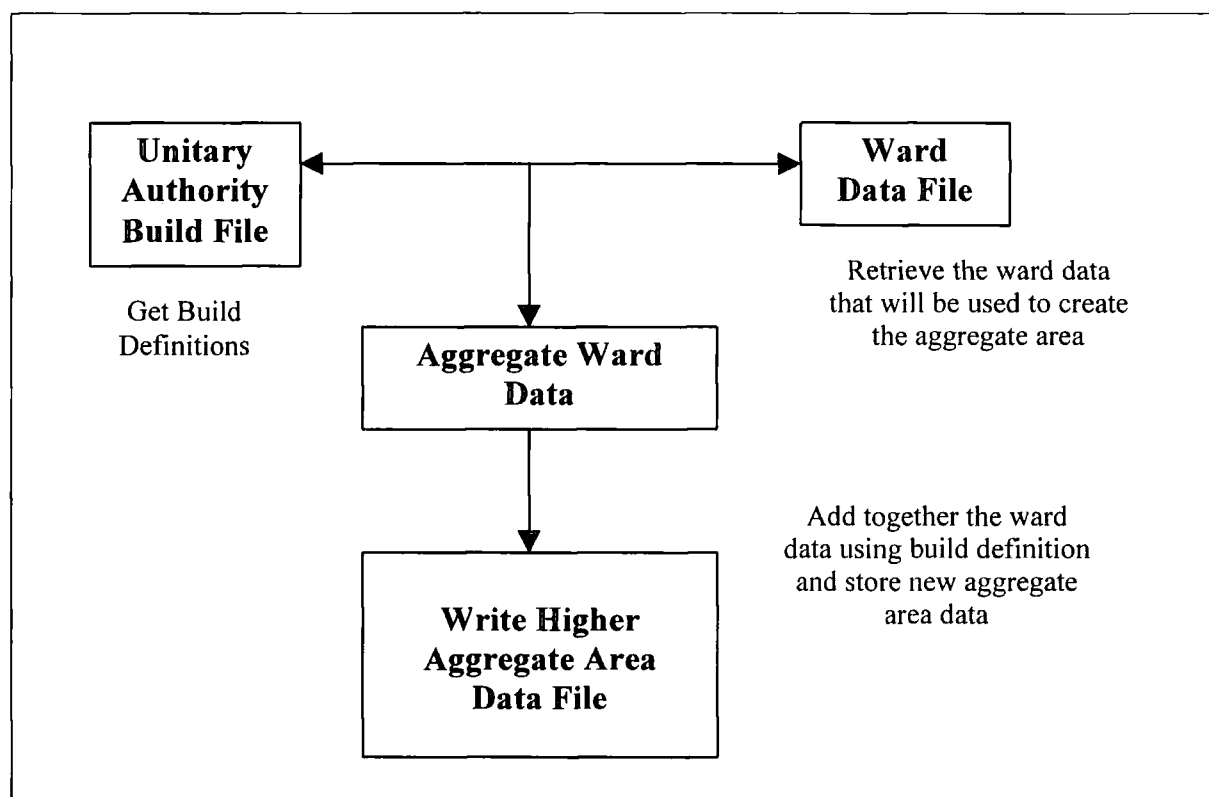 Unitary
Authority
Build File
Ward
Data File
Get Build
Definitions
Retrieve the ward data
that will be used to create
the aggregate area
Aggregate Ward
Data
Add together the ward
data using build definition
and store new aggregate
area data
Write Higher
Aggregate Area
Data File